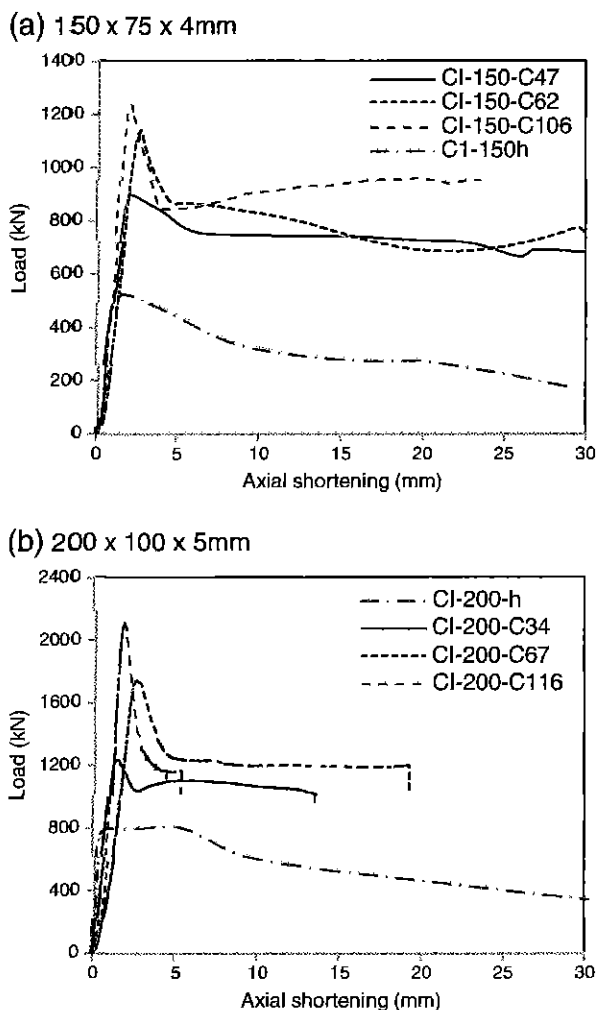 (a) 150 x 75 x 4mm
1400
1200
1000
800
600
400
200
0
Load (kN)
CI-150-C47
CI-150-C62
CI-150-C106
C1-150h
0 5 10 15 20 25 30
Axial shortening (mm)
(b) 200 x 100 x 5mm
2400
2000
1600
1200
800
400
0
Load (kN)
CI-200-h
CI-200-C34
CI-200-C67
CI-200-C116
0 5 10 15 20 25 30
Axial shortening (mm)